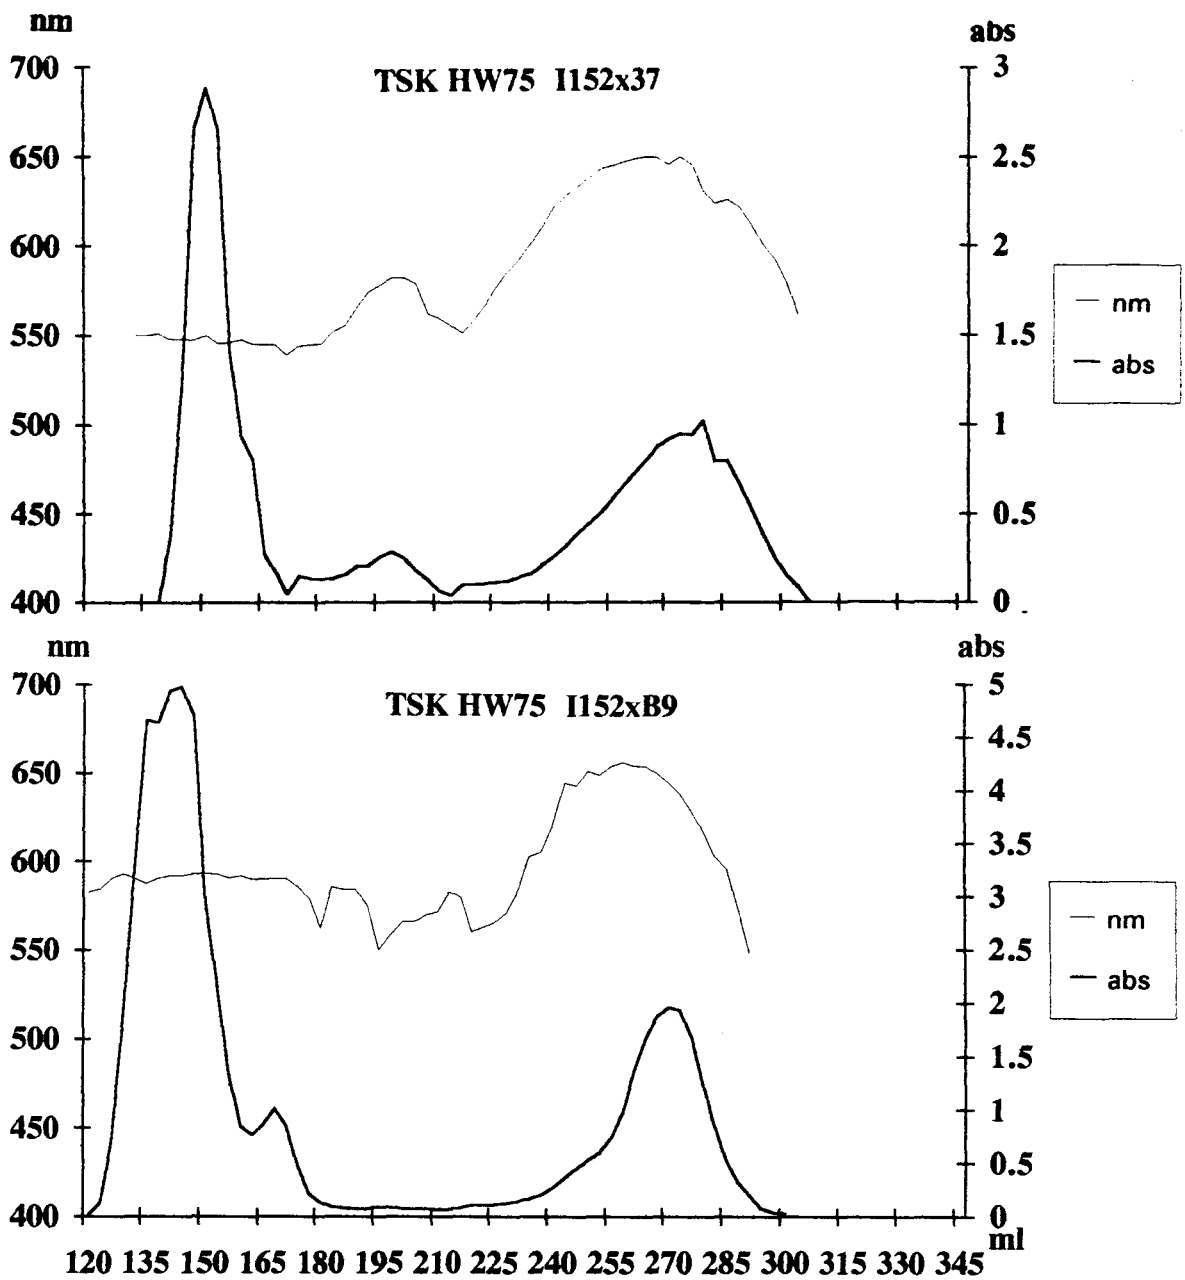 nm abs
700 TSK HW75 I152x37 3
650 2.5
600 2
nm
550 1.5
abs
500 1
450 0.5
400 0
nm abs
700 TSK HW75 I152xB9 5
4.5
650 4
3.5
600 3
nm
550 2.5
abs
2
500 1.5
450 1
0.5
400 0
ml
120 135 150 165 180 195 210 225 240 255 270 285 300 315 330 345